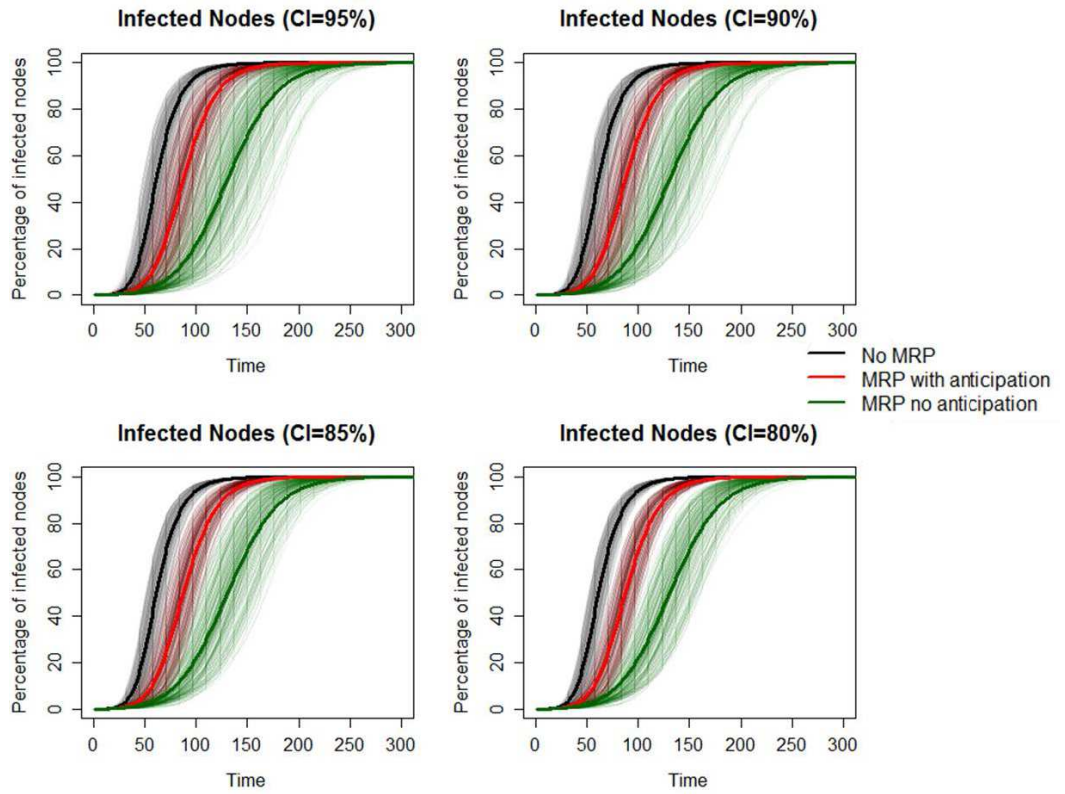 Infected Nodes (CI=95%)
Percentage of infected nodes
0 20 40 60 80 100
0 50 100 150 200 250 300
Time
Infected Nodes (CI=90%)
Percentage of infected nodes
0 20 40 60 80 100
0 50 100 150 200 250 300
Time
No MRP
MRP with anticipation
MRP no anticipation
Infected Nodes (CI=85%)
Percentage of infected nodes
0 20 40 60 80 100
0 50 100 150 200 250 300
Time
Infected Nodes (CI=80%)
Percentage of infected nodes
0 20 40 60 80 100
0 50 100 150 200 250 300
Time